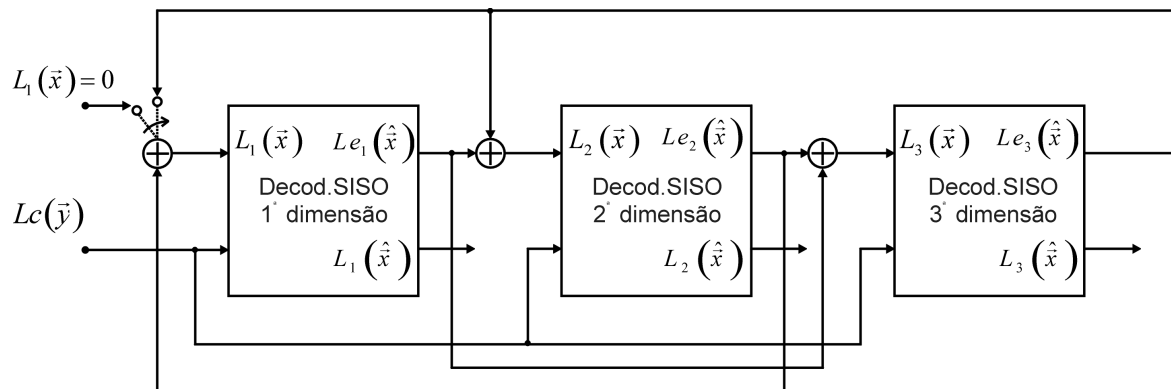 L₁(x⃗)=0
Lc(y⃗)
L₁(x⃗)
Le₁(x̂⃗)
Decod.SISO
1ª dimensão
L₁(x̂⃗)
L₂(x⃗)
Le₂(x̂⃗)
Decod.SISO
2ª dimensão
L₂(x̂⃗)
L₃(x⃗)
Le₃(x̂⃗)
Decod.SISO
3ª dimensão
L₃(x̂⃗)